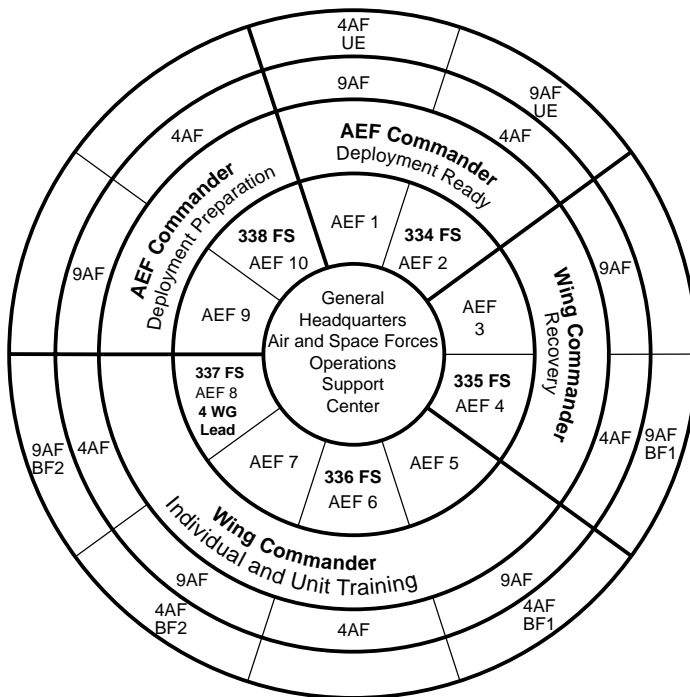 4AF
UE
9AF
UE
9AF
BF1
4AF
BF1
4AF
BF2
9AF
BF2
9AF
4AF
9AF
4AF
9AF
4AF
9AF
4AF
9AF
4AF
AEF Commander
Deployment Ready
Wing Commander
Recovery
Wing Commander
Individual and Unit Training
AEF Commander
Deployment Preparation
AEF 1
334 FS
AEF 2
AEF
3
335 FS
AEF 4
AEF 5
336 FS
AEF 6
AEF 7
337 FS
AEF 8
4 WG
Lead
AEF 9
338 FS
AEF 10
General
Headquarters
Air and Space Forces
Operations
Support
Center